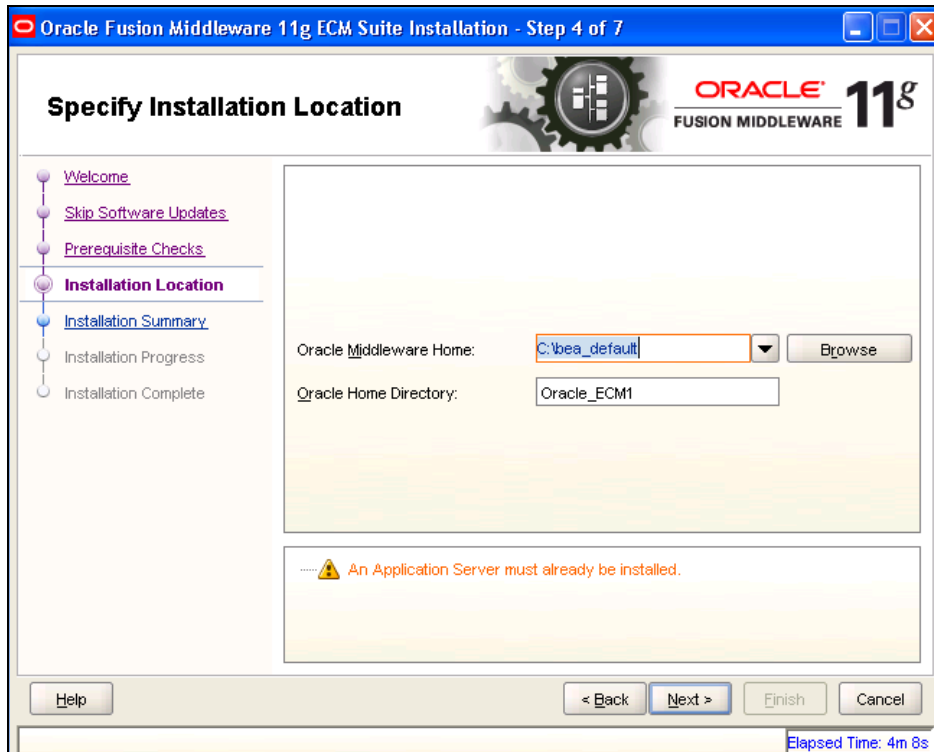 Oracle Fusion Middleware 11g ECM Suite Installation - Step 4 of 7
Specify Installation Location
ORACLE
FUSION MIDDLEWARE
11g
Welcome
Skip Software Updates
Prerequisite Checks
Installation Location
Installation Summary
Installation Progress
Installation Complete
Oracle Middleware Home: C:\bea_default Browse
Oracle Home Directory: Oracle_ECM1
An Application Server must already be installed.
Help < Back Next > Finish Cancel
Elapsed Time: 4m 8s